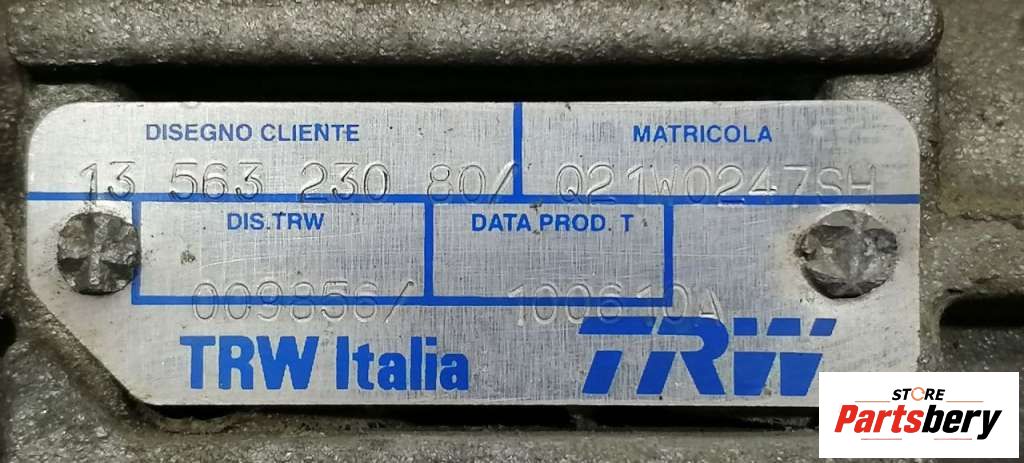 DISEGNO CLIENTE
MATRICOLA
13 563 230 80/ Q21W0247SH
DIS.TRW
DATA PROD. T
009856/ 100610A
TRW Italia
TRW
STORE
Partsbery